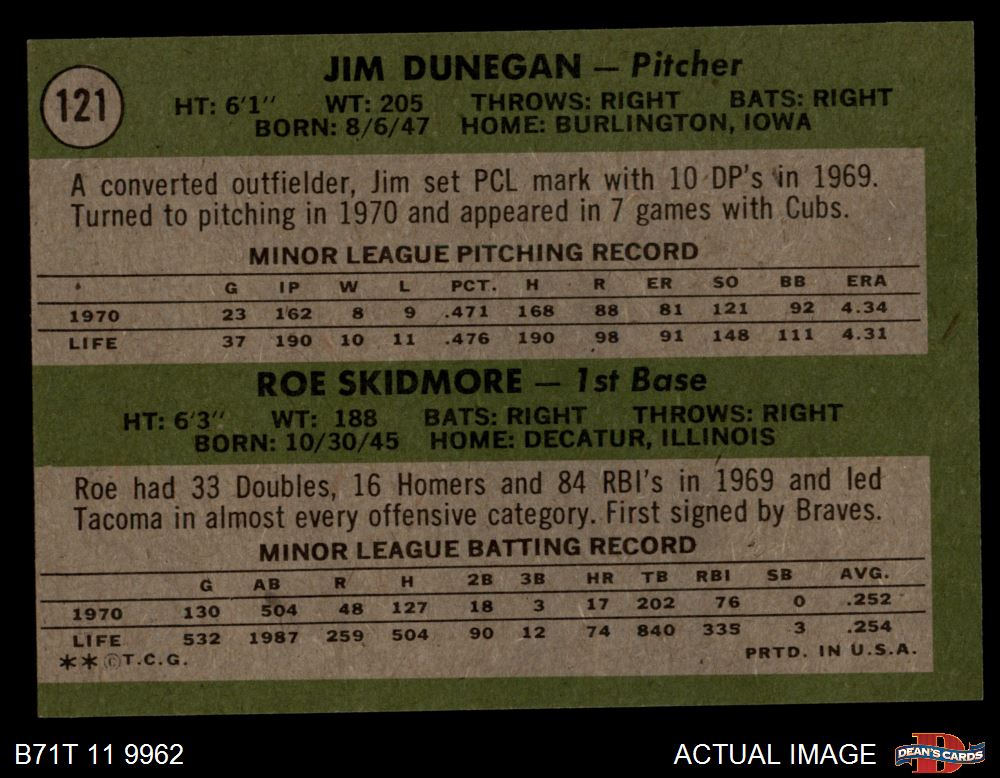 121
JIM DUNEGAN — Pitcher
HT: 6'1" WT: 205 THROWS: RIGHT BATS: RIGHT
BORN: 8/6/47 HOME: BURLINGTON, IOWA
A converted outfielder, Jim set PCL mark with 10 DP's in 1969.
Turned to pitching in 1970 and appeared in 7 games with Cubs.
MINOR LEAGUE PITCHING RECORD
G IP W L PCT. H R ER SO BB ERA
1970 23 162 8 9 .471 168 88 81 121 92 4.34
LIFE 37 190 10 11 .476 190 98 91 148 111 4.31
ROE SKIDMORE — 1st Base
HT: 6'3" WT: 188 BATS: RIGHT THROWS: RIGHT
BORN: 10/30/45 HOME: DECATUR, ILLINOIS
Roe had 33 Doubles, 16 Homers and 84 RBI's in 1969 and led
Tacoma in almost every offensive category. First signed by Braves.
MINOR LEAGUE BATTING RECORD
G AB R H 2B 3B HR TB RBI SB AVG.
1970 130 504 48 127 18 3 17 202 76 0 .252
LIFE 532 1987 259 504 90 12 74 840 335 3 .254
**©T.C.G. PRTD. IN U.S.A.
B71T 11 9962 ACTUAL IMAGE DEAN'S CARDS